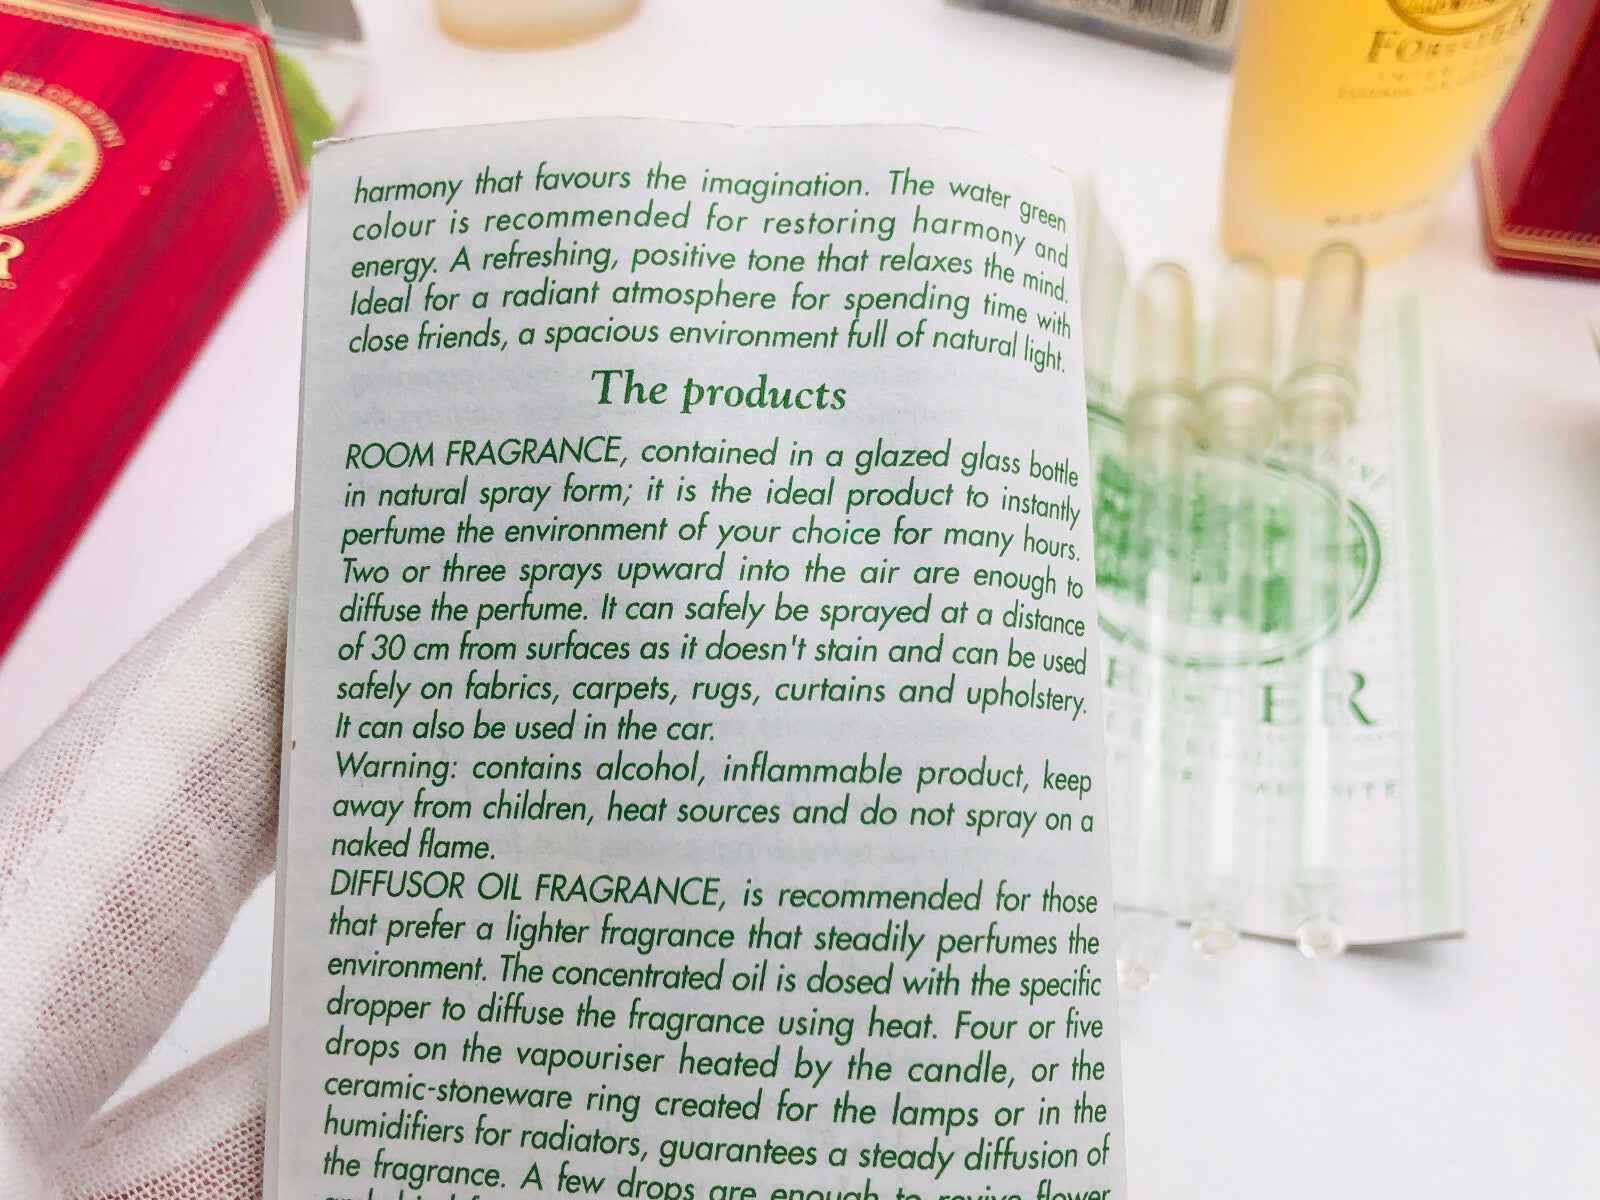 harmony that favours the imagination. The water green
colour is recommended for restoring harmony and
energy. A refreshing, positive tone that relaxes the mind.
Ideal for a radiant atmosphere for spending time with
close friends, a spacious environment full of natural light.
The products
ROOM FRAGRANCE, contained in a glazed glass bottle
in natural spray form; it is the ideal product to instantly
perfume the environment of your choice for many hours.
Two or three sprays upward into the air are enough to
diffuse the perfume. It can safely be sprayed at a distance
of 30 cm from surfaces as it doesn't stain and can be used
safely on fabrics, carpets, rugs, curtains and upholstery.
It can also be used in the car.
Warning: contains alcohol, inflammable product, keep
away from children, heat sources and do not spray on a
naked flame.
DIFFUSOR OIL FRAGRANCE, is recommended for those
that prefer a lighter fragrance that steadily perfumes the
environment. The concentrated oil is dosed with the specific
dropper to diffuse the fragrance using heat. Four or five
drops on the vapouriser heated by the candle, or the
ceramic-stoneware ring created for the lamps or in the
humidifiers for radiators, guarantees a steady diffusion of
the fragrance. A few drops are enough to revive flower